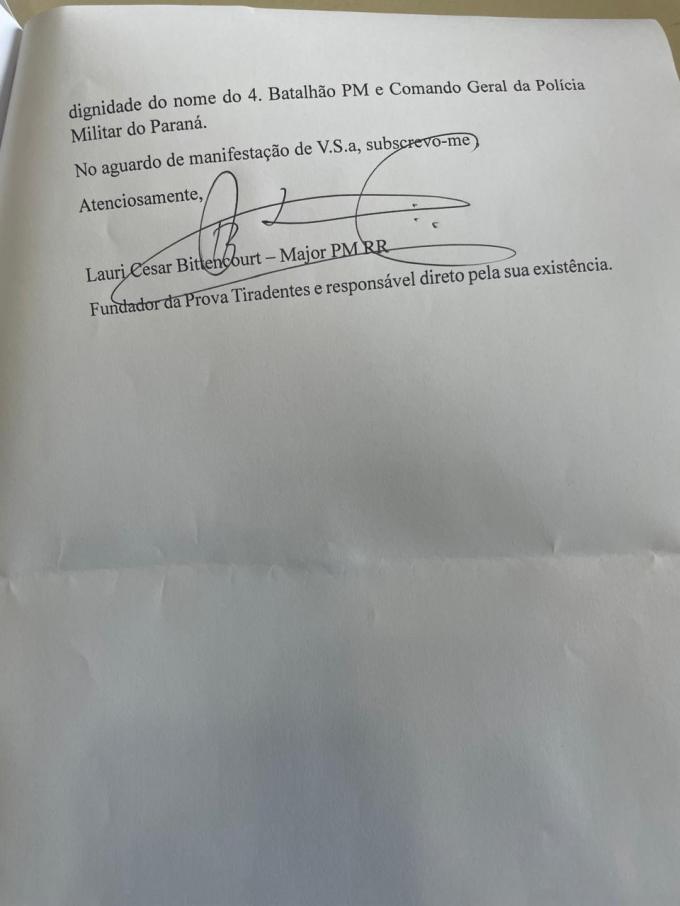 dignidade do nome do 4. Batalhão PM e Comando Geral da Polícia
Militar do Paraná.
No aguardo de manifestação de V.S.a, subscrevo-me
Atenciosamente,
Lauri Cesar Bittencourt – Major PM RR
Fundador da Prova Tiradentes e responsável direto pela sua existência.